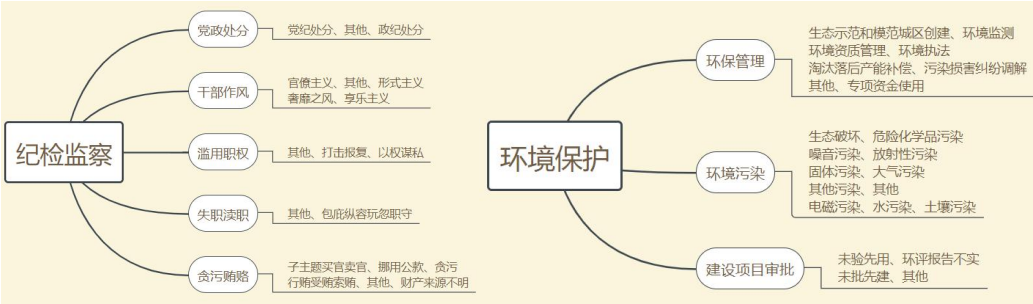 纪检监察
党政处分
党纪处分、其他、政纪处分
干部作风
官僚主义、其他、形式主义
奢靡之风、享乐主义
滥用职权
其他、打击报复、以权谋私
失职渎职
其他、包庇纵容玩忽职守
贪污贿赂
子主题买官卖官、挪用公款、贪污
行贿受贿索贿、其他、财产来源不明
环境保护
环保管理
生态示范和模范城区创建、环境监测
环境资质管理、环境执法
淘汰落后产能补偿、污染损害纠纷调解
其他、专项资金使用
环境污染
生态破坏、危险化学品污染
噪音污染、放射性污染
固体污染、大气污染
其他污染、其他
电磁污染、水污染、土壤污染
建设项目审批
未验先用、环评报告不实
未批先建、其他